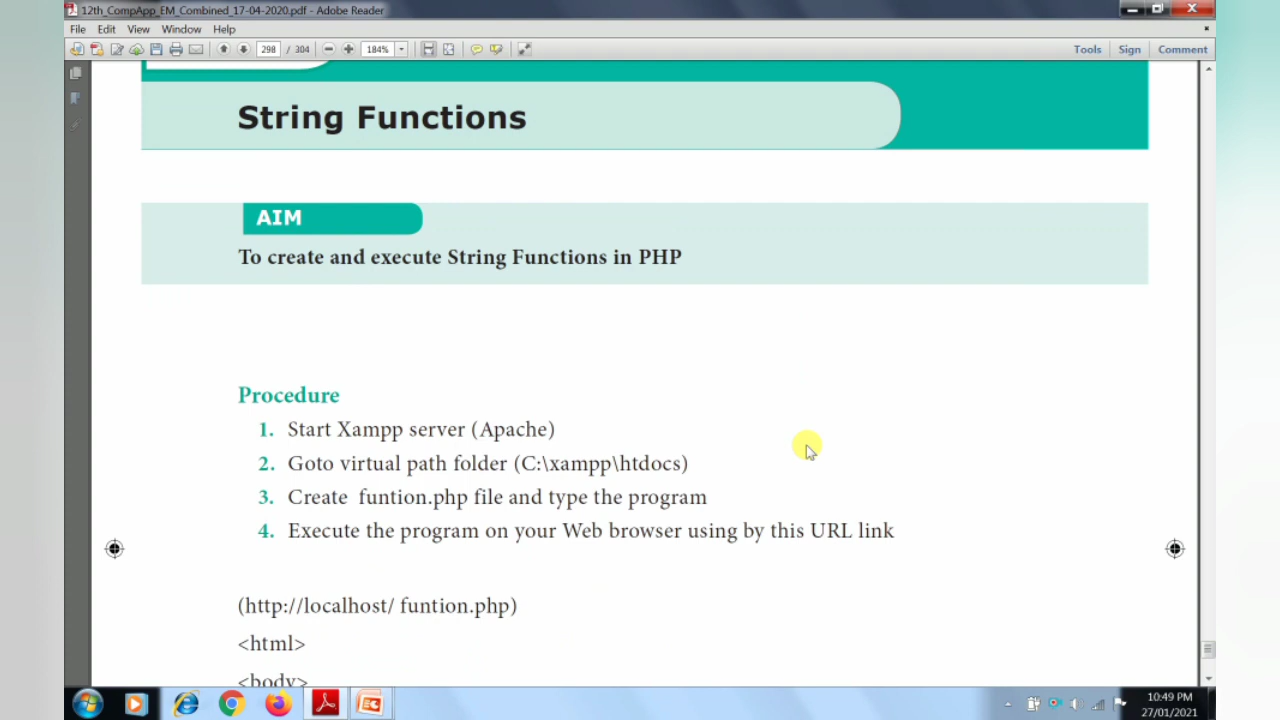 12th_CompApp_EM_Combined_17-04-2020.pdf - Adobe Reader
File Edit View Window Help
298 / 304 184% Tools Sign Comment
String Functions
AIM
To create and execute String Functions in PHP
Procedure
1. Start Xampp server (Apache)
2. Goto virtual path folder (C:\xampp\htdocs)
3. Create funtion.php file and type the program
4. Execute the program on your Web browser using by this URL link
(http://localhost/ funtion.php)
<html>
<body>
10:49 PM
27/01/2021